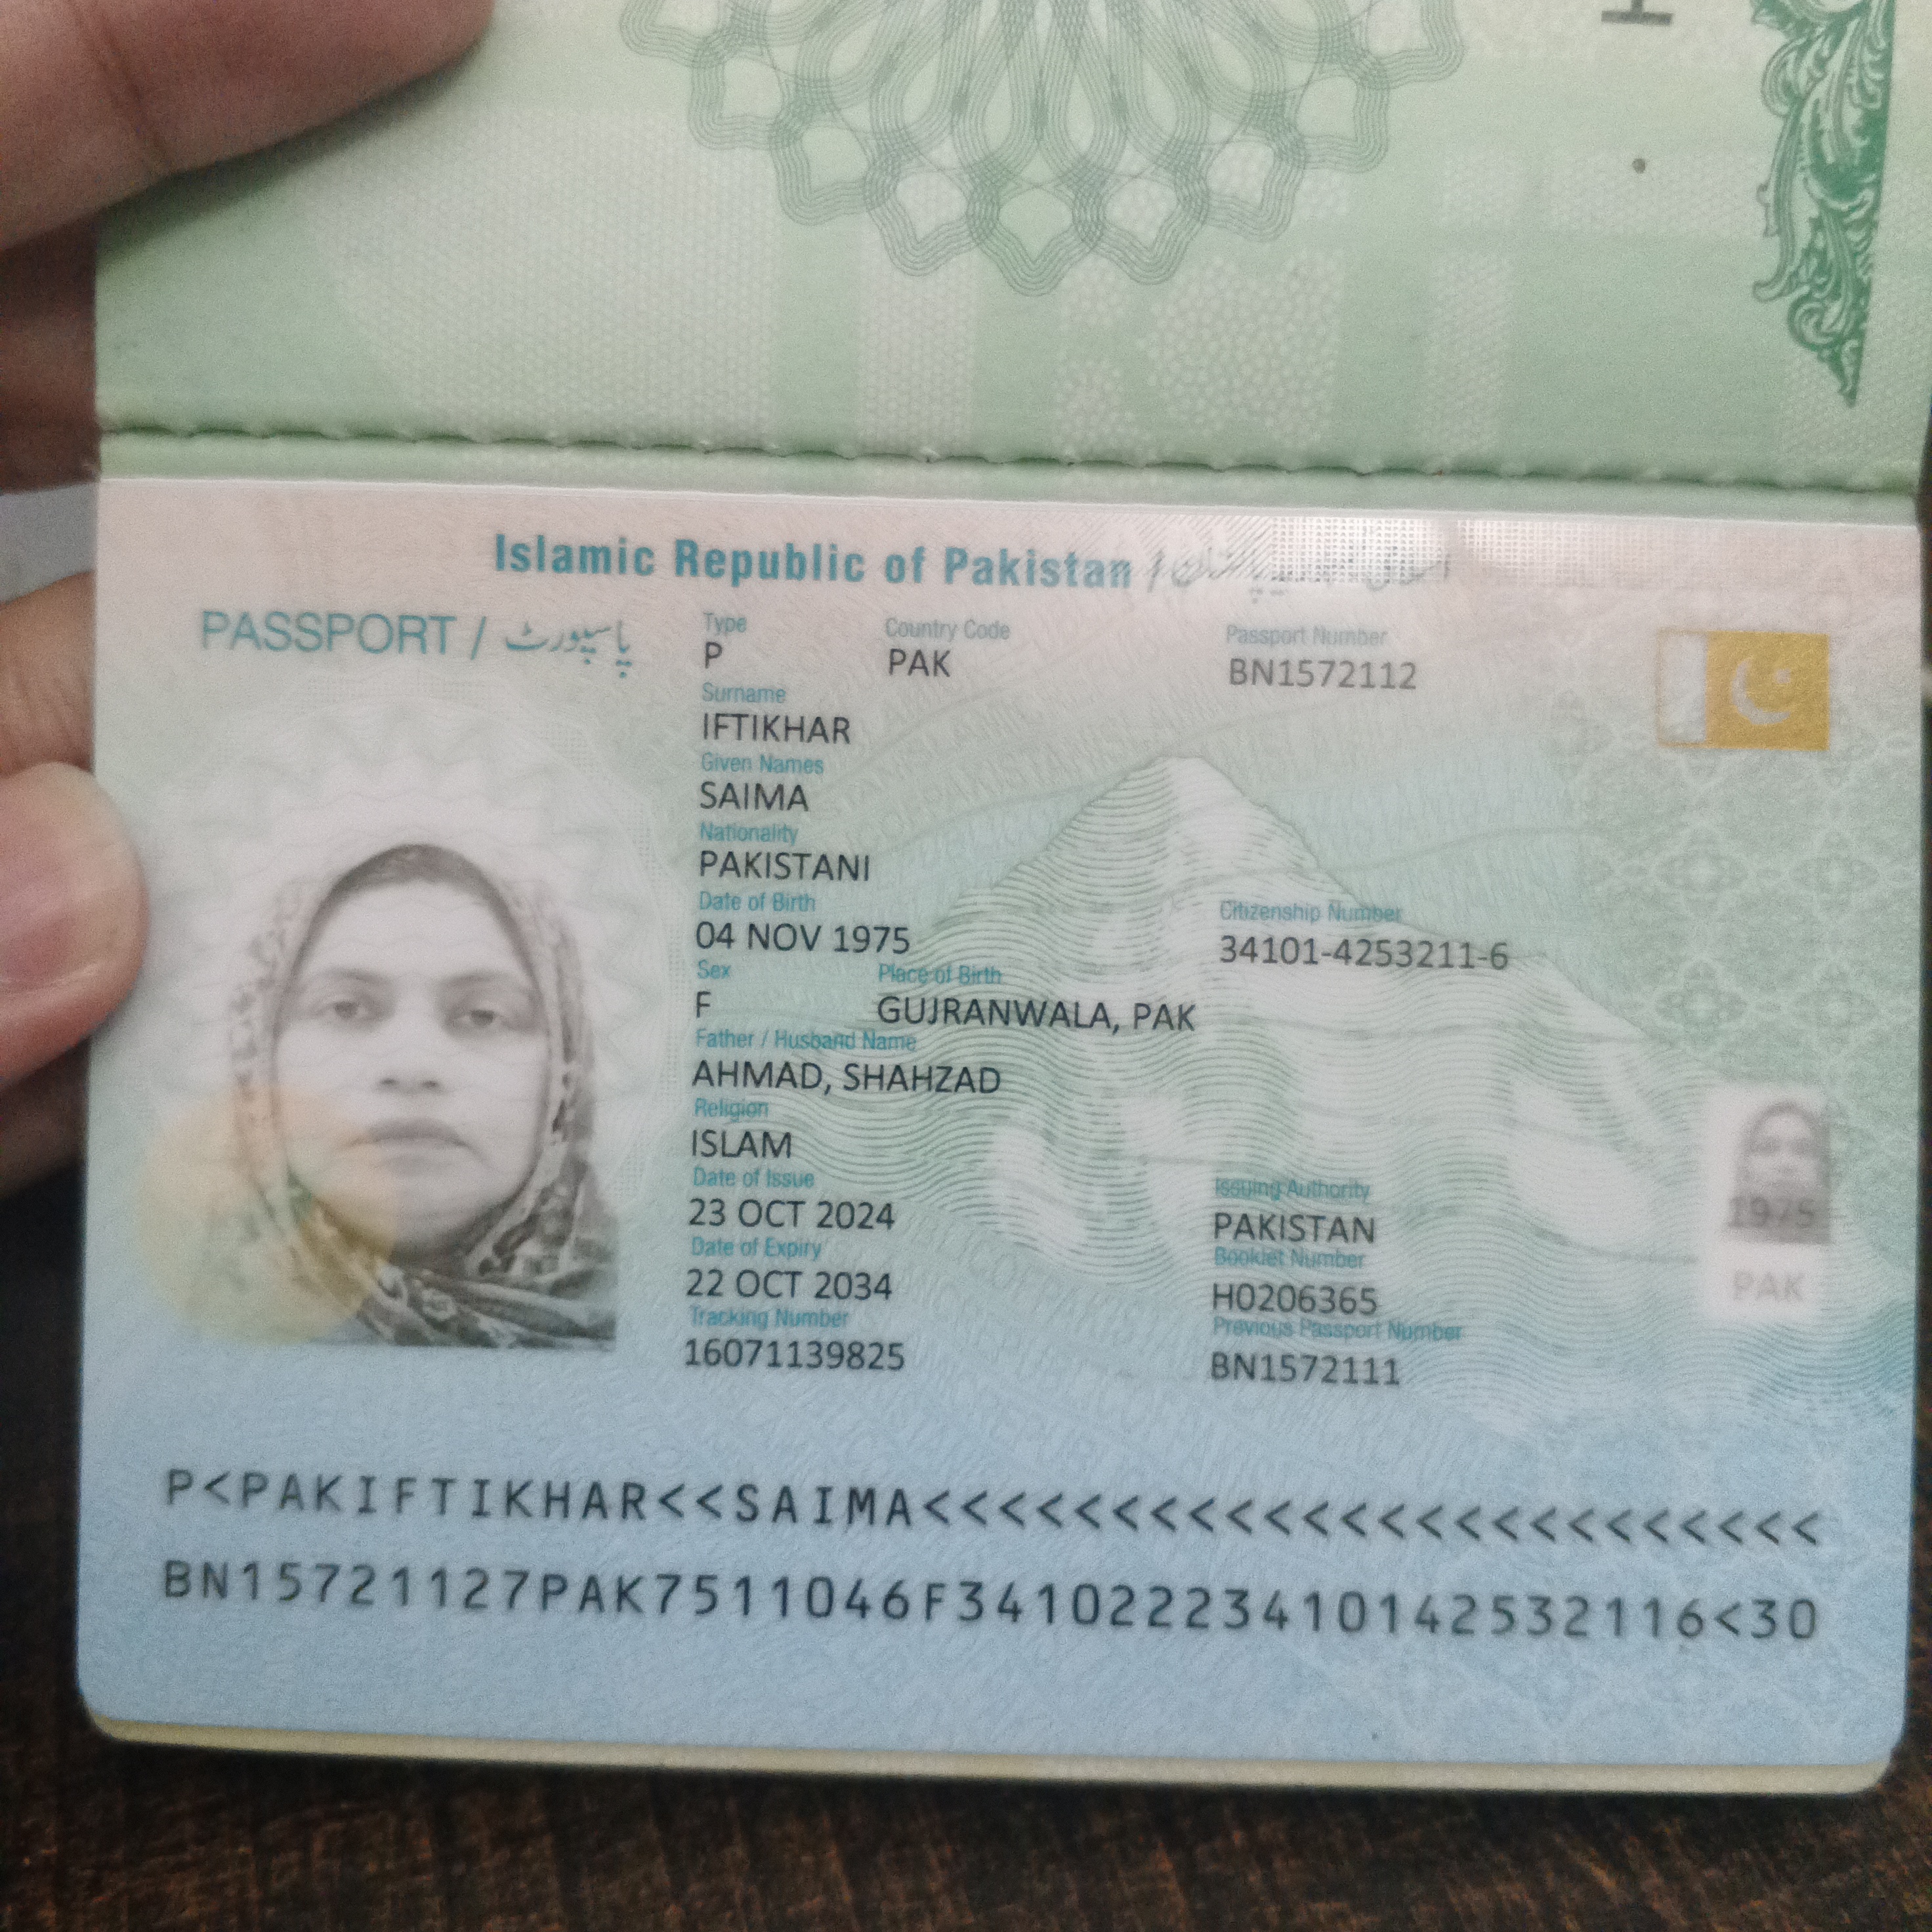 Islamic Republic of Pakistan /
PASSPORT / پاسپورٹ
Type Country Code Passport Number
P PAK BN1572112
Surname
IFTIKHAR
Given Names
SAIMA
Nationality
PAKISTANI
Date of Birth Citizenship Number
04 NOV 1975 34101-4253211-6
Sex Place of Birth
F GUJRANWALA, PAK
Father / Husband Name
AHMAD, SHAHZAD
Religion
ISLAM
Date of Issue Issuing Authority
23 OCT 2024 PAKISTAN
Date of Expiry Booklet Number
22 OCT 2034 H0206365
Tracking Number Previous Passport Number
16071139825 BN1572111
1975
PAK
P<PAKIFTIKHAR<<SAIMA<<<<<<<<<<<<<<<<<<<<<<<<
BN15721127PAK7511046F34102223410142532116<30